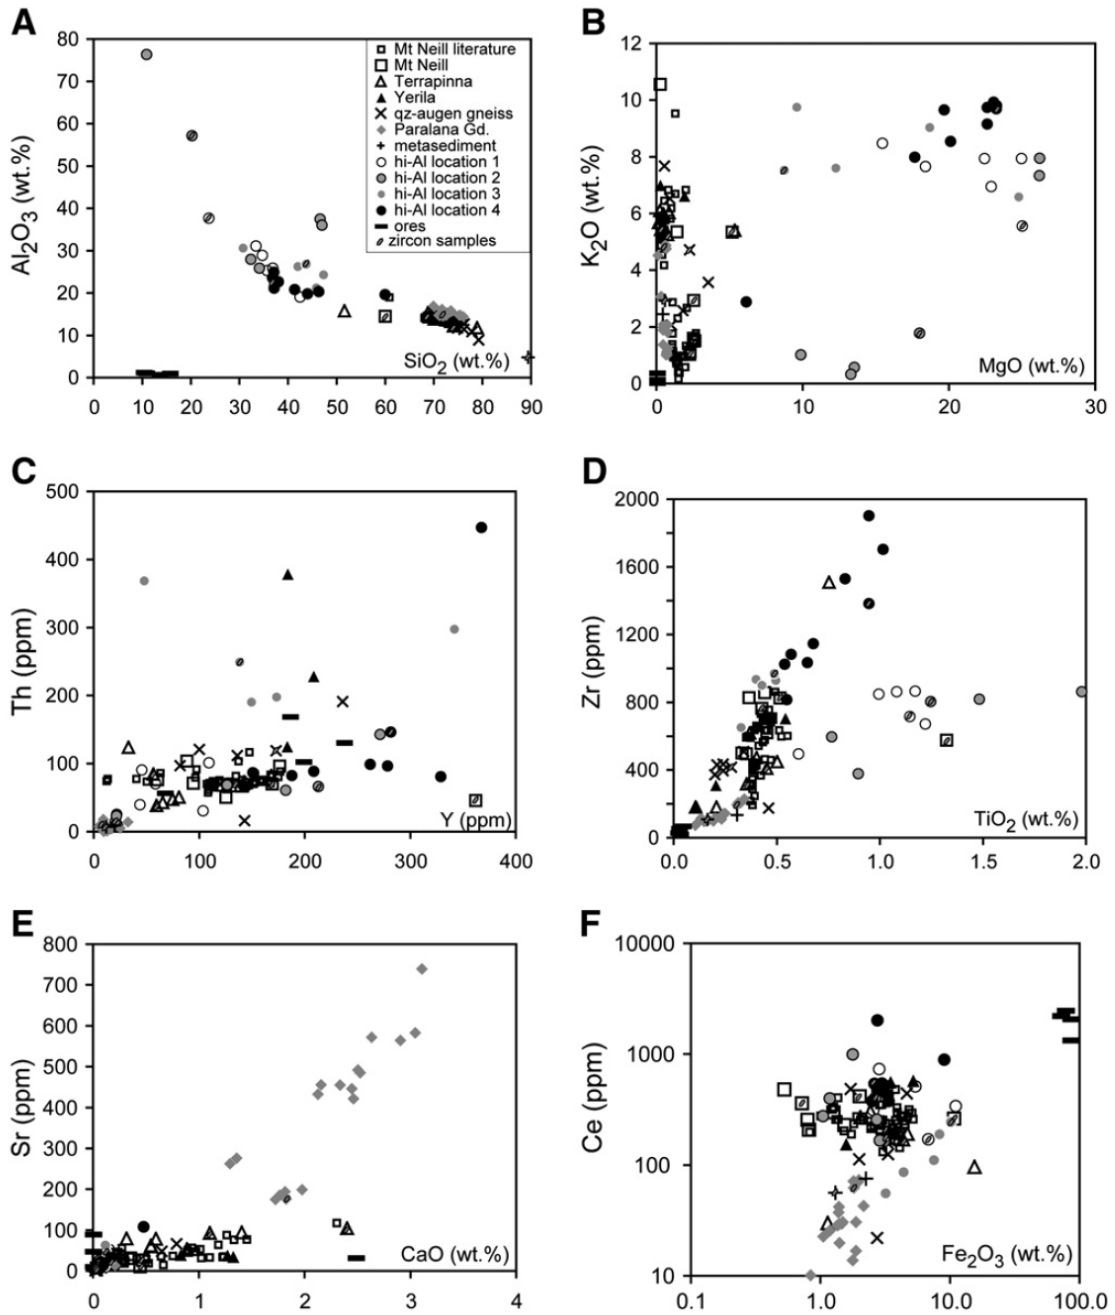 A
B
80
70
60
50
40
30
20
10
0
Al2O3 (wt.%)
Mt Neill literature
Mt Neill
Terrapinna
Yerila
qz-augen gneiss
Paralana Gd.
metasediment
hi-Al location 1
hi-Al location 2
hi-Al location 3
hi-Al location 4
ores
zircon samples
SiO2 (wt.%)
0 10 20 30 40 50 60 70 80 90
12
10
8
6
4
2
0
K2O (wt.%)
MgO (wt.%)
0 10 20 30
C
D
500
400
300
200
100
0
Th (ppm)
Y (ppm)
0 100 200 300 400
2000
1600
1200
800
400
0
Zr (ppm)
TiO2 (wt.%)
0.0 0.5 1.0 1.5 2.0
E
F
800
700
600
500
400
300
200
100
0
Sr (ppm)
CaO (wt.%)
0 1 2 3 4
10000
1000
100
10
Ce (ppm)
Fe2O3 (wt.%)
0.1 1.0 10.0 100.0